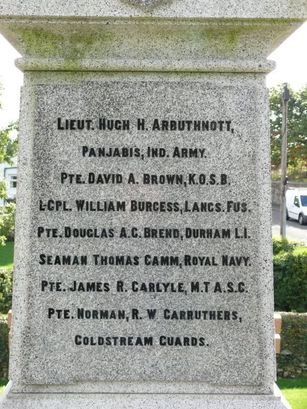 LIEUT. HUGH H. ARBUTHNOTT,
PANJABIS, IND. ARMY.
PTE. DAVID A. BROWN, K.O.S.B.
L-CPL. WILLIAM BURGESS, LANCS. FUS.
PTE. DOUGLAS A.C. BREND, DURHAM L.I.
SEAMAN THOMAS CAMM, ROYAL NAVY.
PTE. JAMES R. CARLYLE, M.T A.S.C.
PTE. NORMAN, R. W CARRUTHERS,
COLDSTREAM GUARDS.